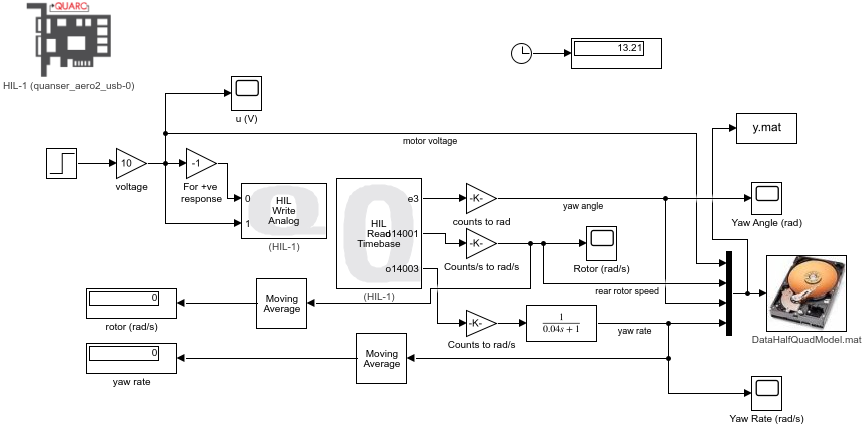 QUARC
HIL-1 (quanser_aero2_usb-0)
13.21
u (V)
motor voltage
y.mat
10
voltage
-1
For +ve
response
0
1
HIL
Write
Analog
(HIL-1)
HIL
Read
Timebase
e3
o14001
o14003
(HIL-1)
-K-
counts to rad
yaw angle
Yaw Angle (rad)
-K-
Counts/s to rad/s
Rotor (rad/s)
rear rotor speed
0
rotor (rad/s)
Moving
Average
-K-
Counts to rad/s
1
0.04s + 1
yaw rate
DataHalfQuadModel.mat
0
yaw rate
Moving
Average
Yaw Rate (rad/s)